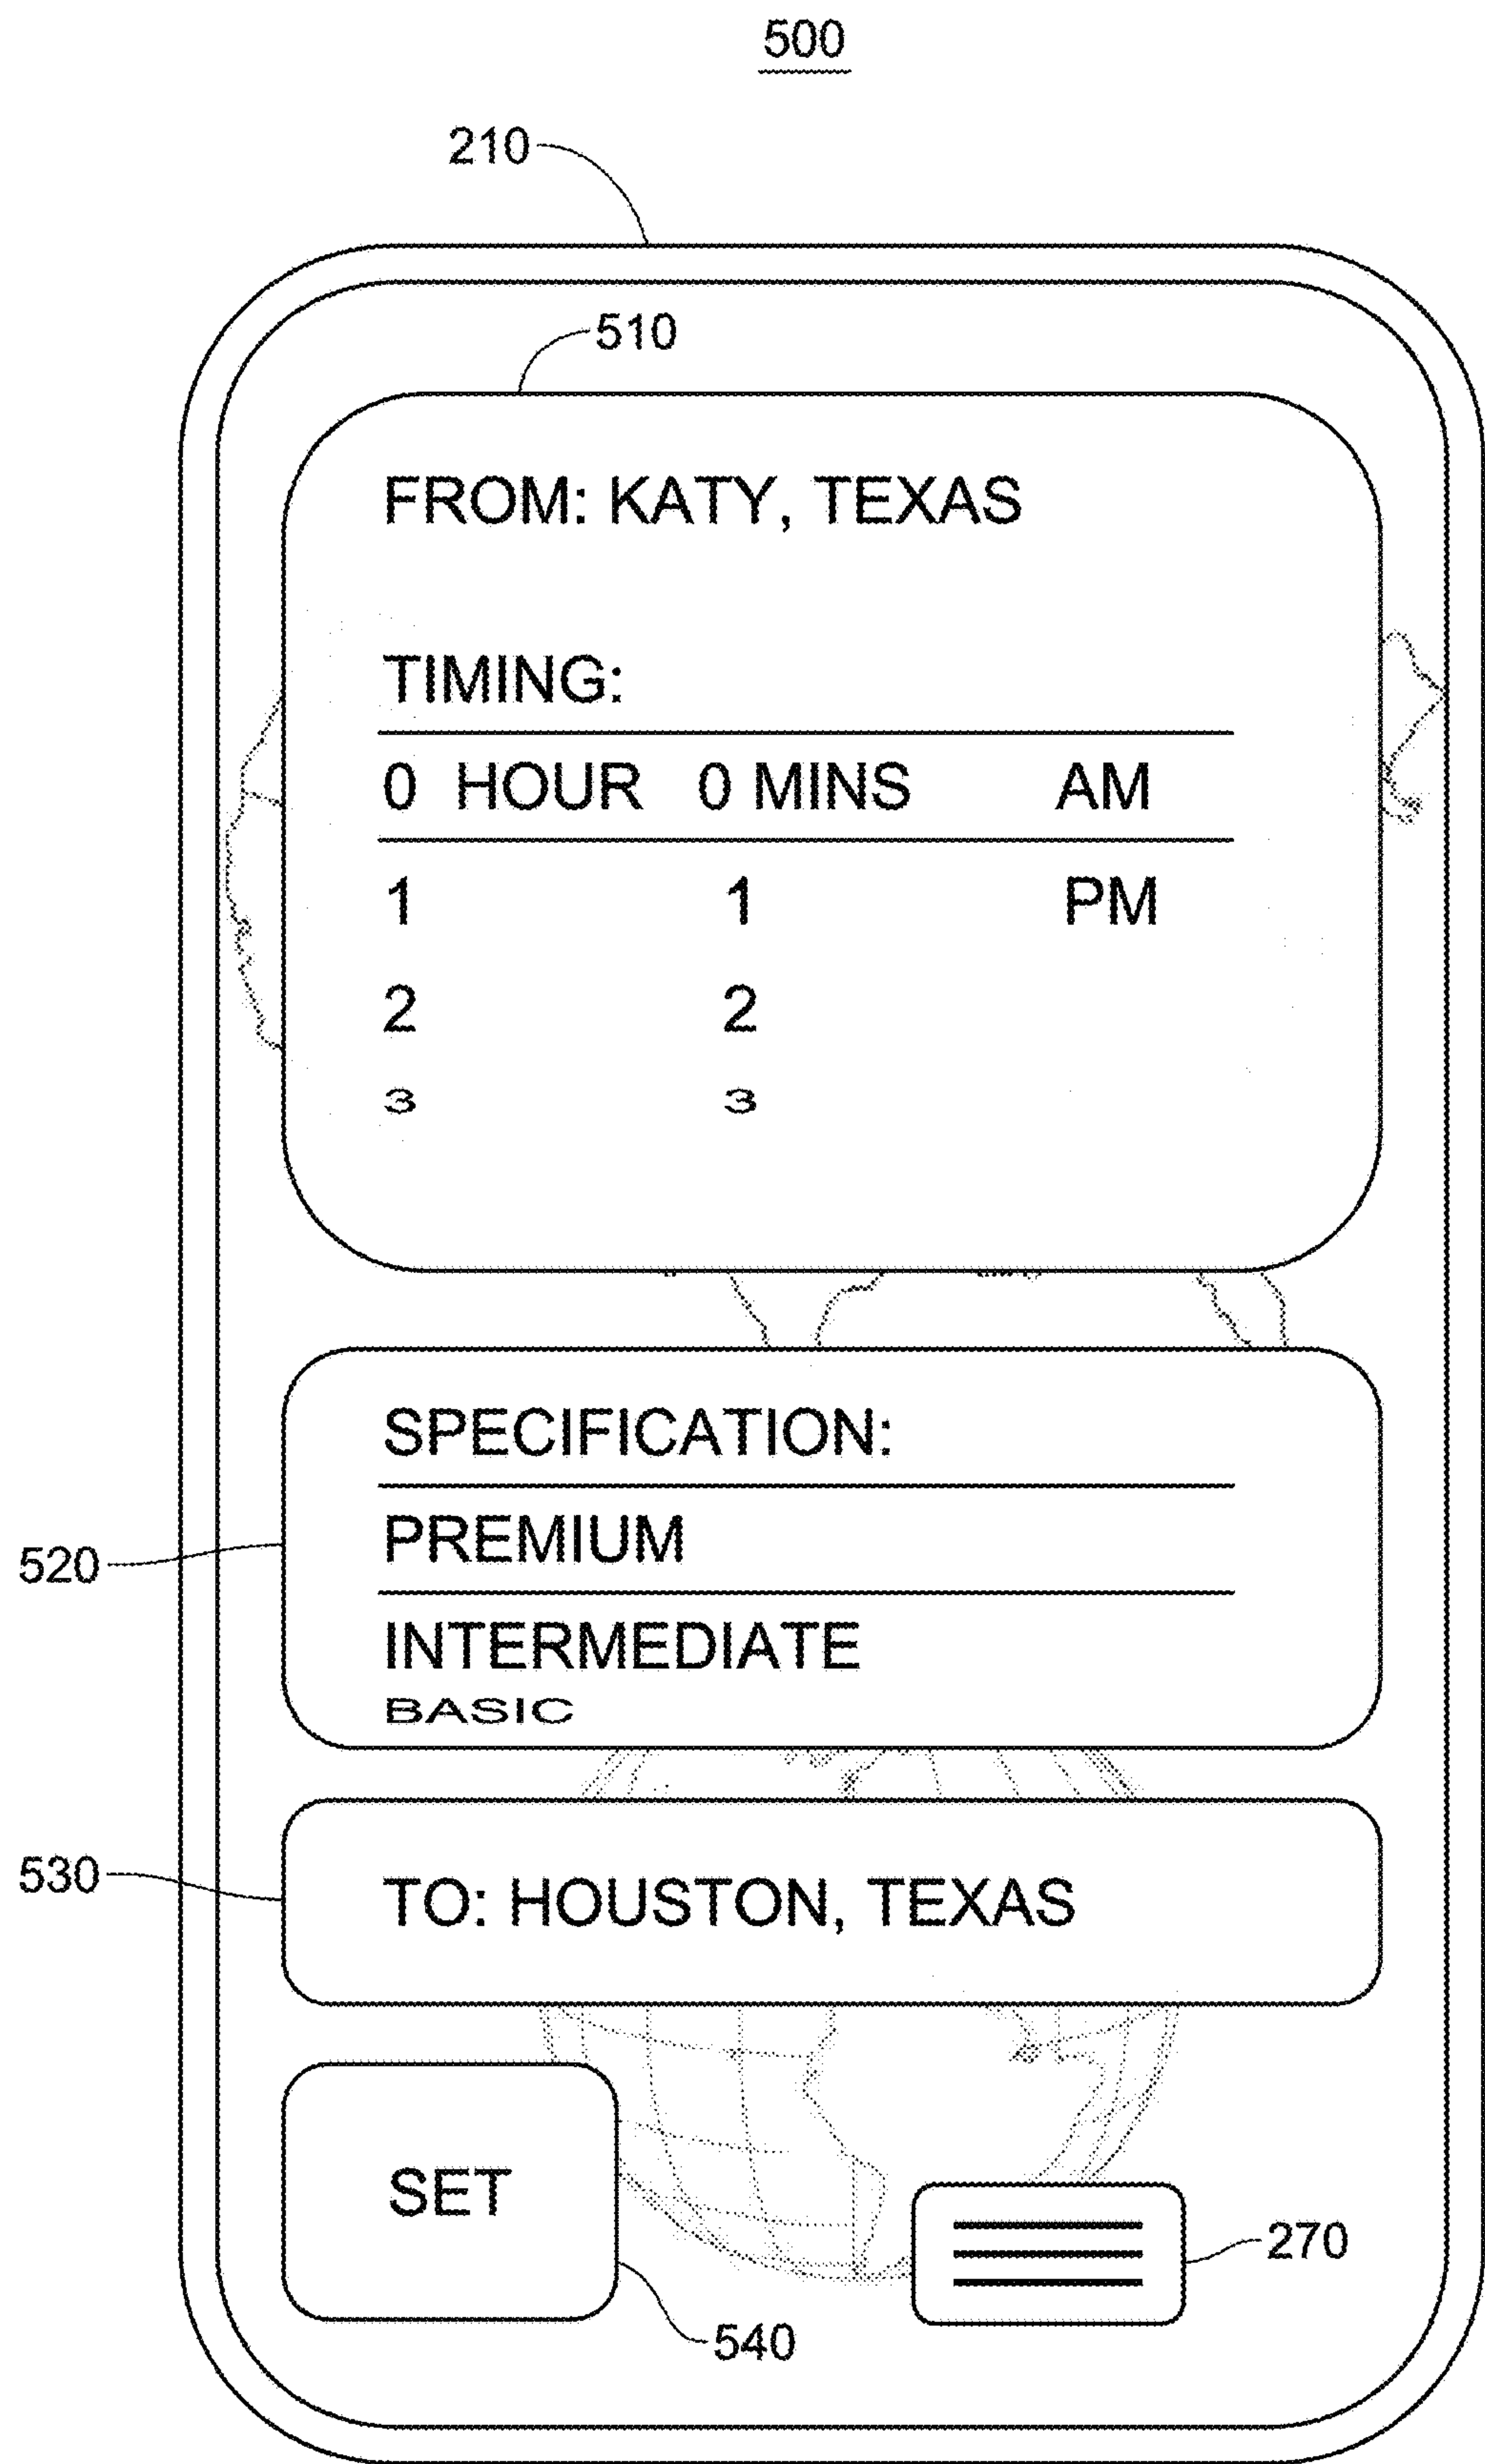 500
210
510
FROM: KATY, TEXAS
TIMING:
0 HOUR 0 MINS AM
1 1 PM
2 2
3 3
SPECIFICATION:
PREMIUM
520
INTERMEDIATE
BASIC
530
TO: HOUSTON, TEXAS
SET
270
540